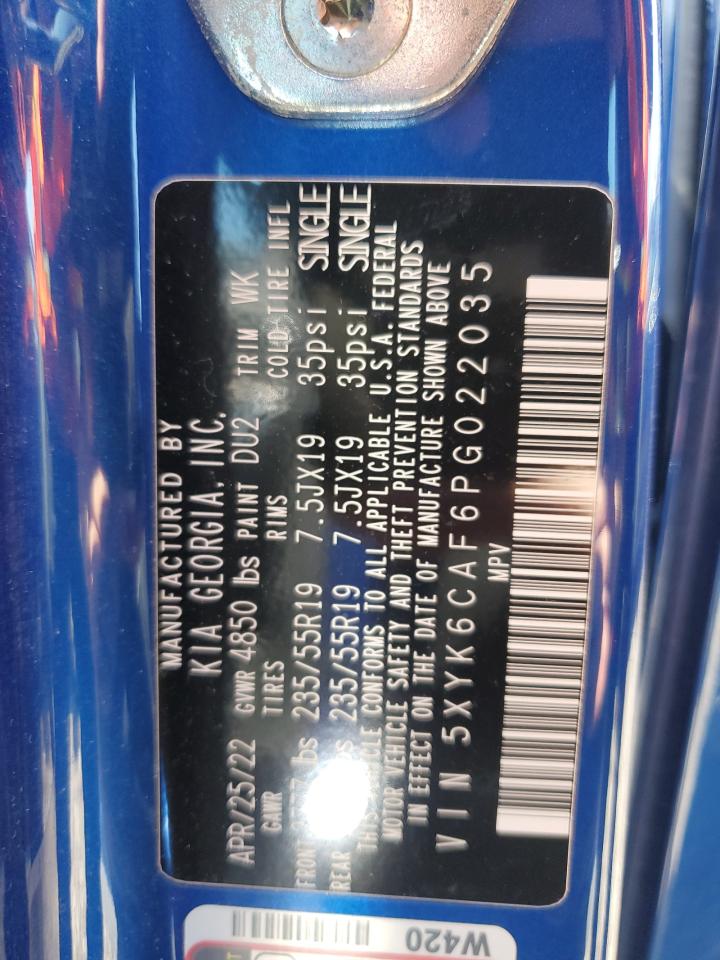 MANUFACTURED BY
KIA GEORGIA, INC.
APR/25/22 GVWR 4850 lbs PAINT DU2 TRIM WK
GAWR TIRES RIMS COLD TIRE INFL
FRONT lbs 235/55R19 7.5JX19 35psi SINGLE
REAR 235/55R19 7.5JX19 35psi SINGLE
THIS VEHICLE CONFORMS TO ALL APPLICABLE U.S.A. FEDERAL
MOTOR VEHICLE SAFETY AND THEFT PREVENTION STANDARDS
IN EFFECT ON THE DATE OF MANUFACTURE SHOWN ABOVE
VIN 5XYK6CAF6PG022035
MPV
W420